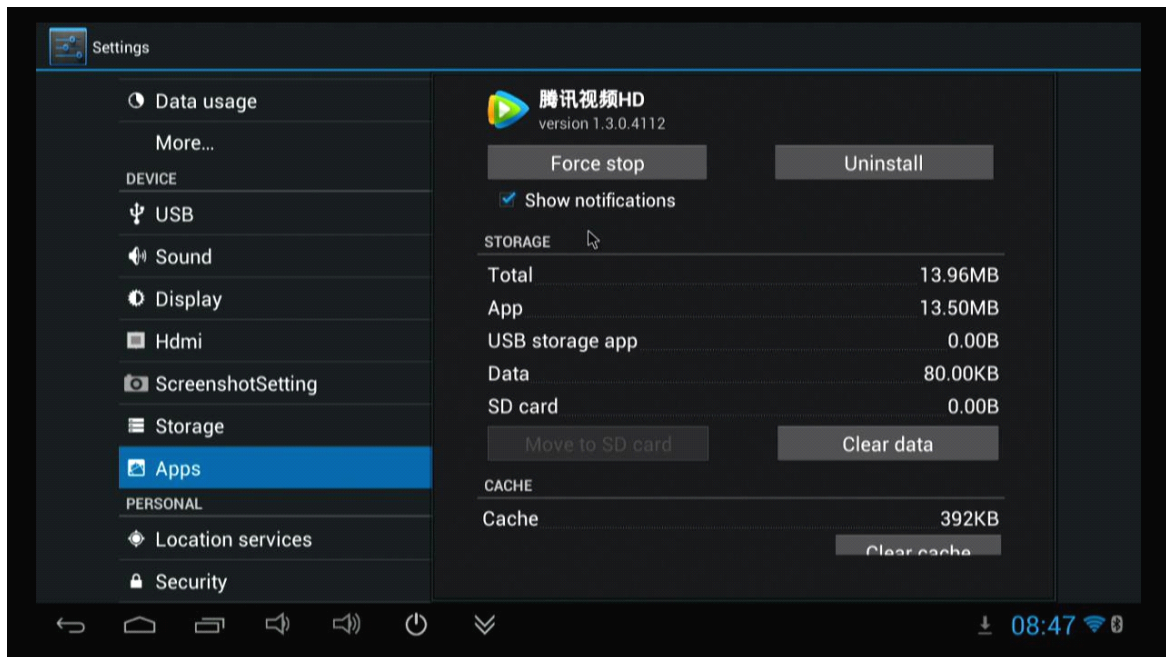 Settings
Data usage
More...
DEVICE
USB
Sound
Display
Hdmi
ScreenshotSetting
Storage
Apps
PERSONAL
Location services
Security
腾讯视频HD
version 1.3.0.4112
Force stop Uninstall
Show notifications
STORAGE
Total 13.96MB
App 13.50MB
USB storage app 0.00B
Data 80.00KB
SD card 0.00B
Move to SD card Clear data
CACHE
Cache 392KB
Clear cache
08:47